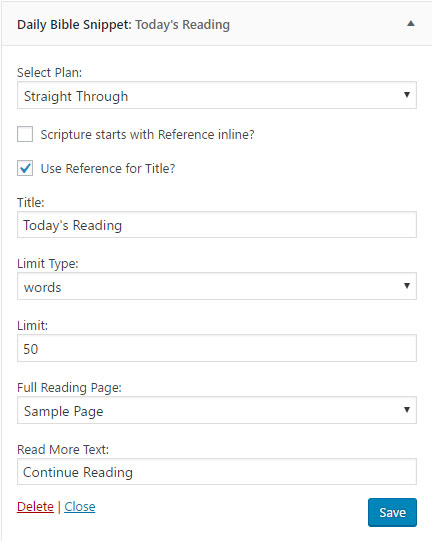 Daily Bible Snippet: Today's Reading
Select Plan:
Straight Through
Scripture starts with Reference inline?
Use Reference for Title?
Title:
Today's Reading
Limit Type:
words
Limit:
50
Full Reading Page:
Sample Page
Read More Text:
Continue Reading
Delete | Close
Save